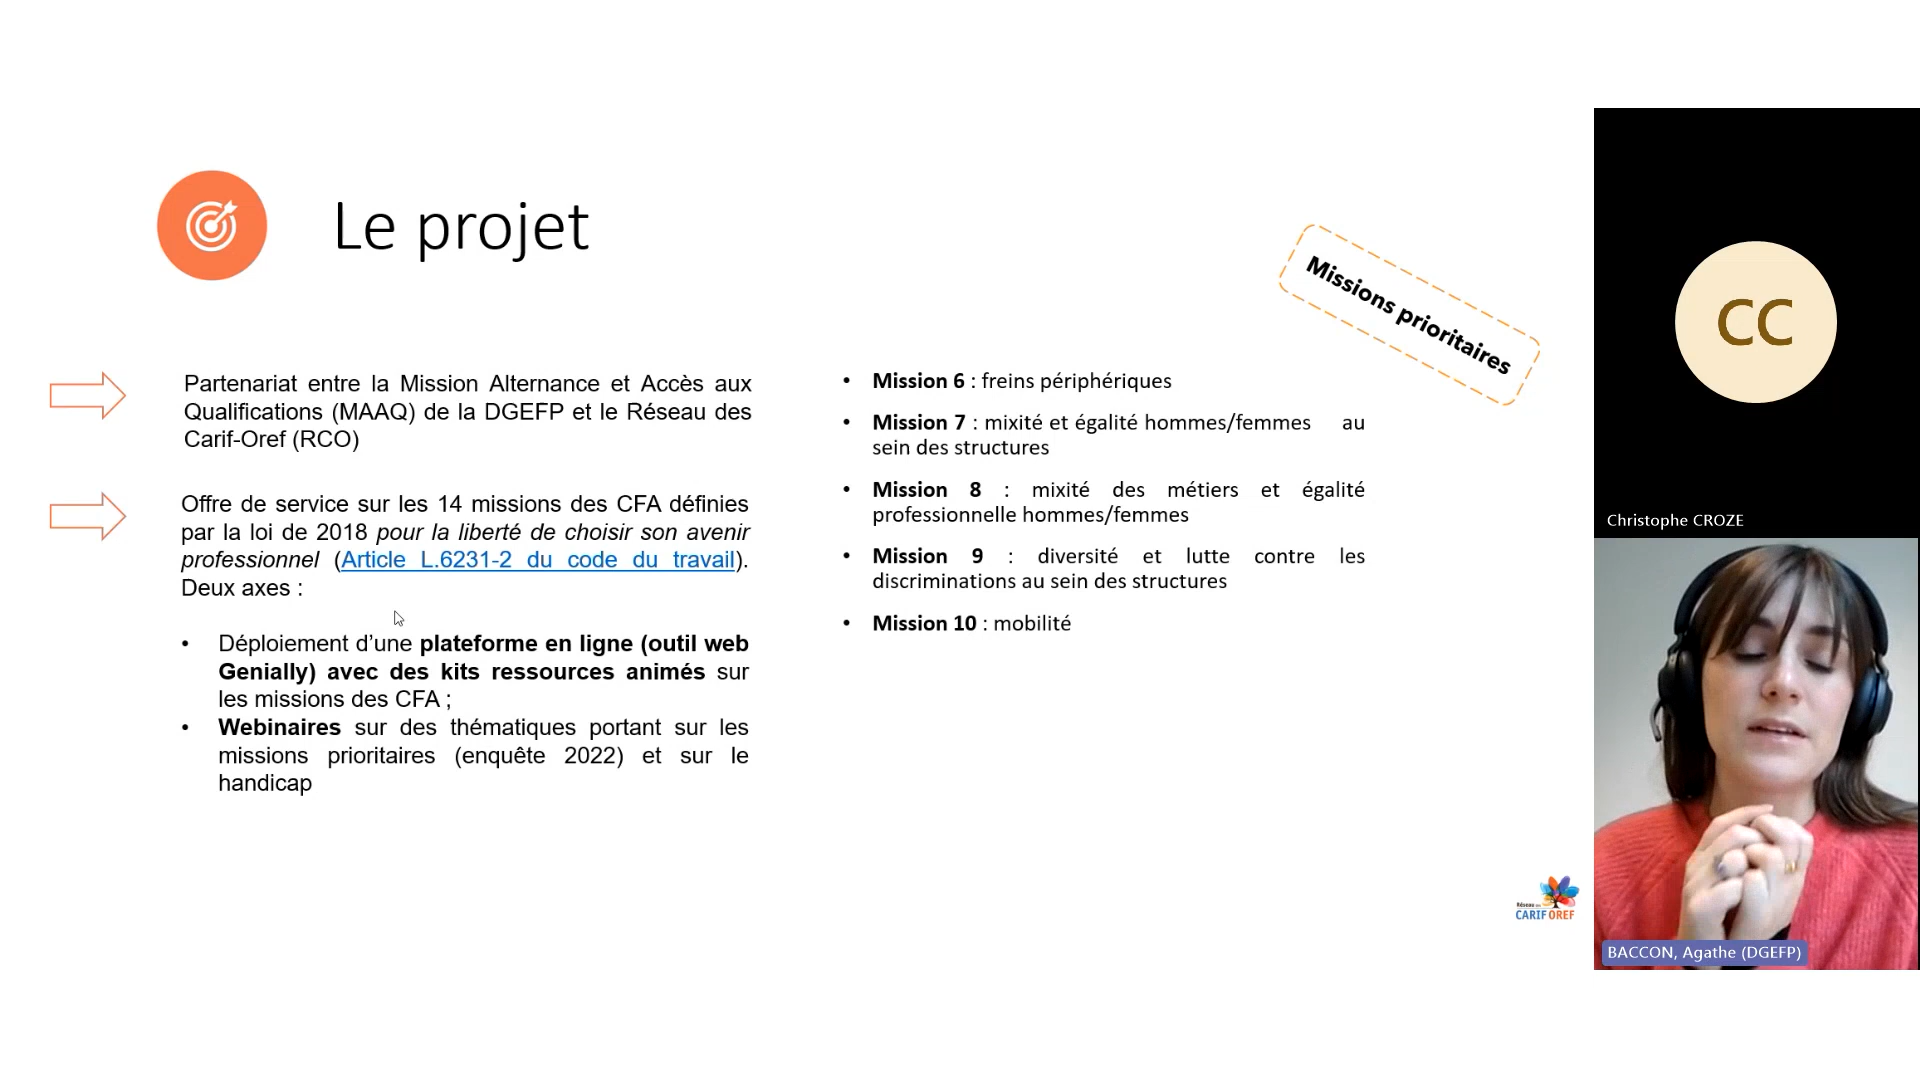 Le projet
Missions prioritaires
Partenariat entre la Mission Alternance et Accès aux
Qualifications (MAAQ) de la DGEFP et le Réseau des
Carif-Oref (RCO)
Offre de service sur les 14 missions des CFA définies
par la loi de 2018 pour la liberté de choisir son avenir
professionnel (Article L.6231-2 du code du travail).
Deux axes :
• Déploiement d’une plateforme en ligne (outil web
Genially) avec des kits ressources animés sur
les missions des CFA ;
• Webinaires sur des thématiques portant sur les
missions prioritaires (enquête 2022) et sur le
handicap
• Mission 6 : freins périphériques
• Mission 7 : mixité et égalité hommes/femmes au
sein des structures
• Mission 8 : mixité des métiers et égalité
professionnelle hommes/femmes
• Mission 9 : diversité et lutte contre les
discriminations au sein des structures
• Mission 10 : mobilité
Réseau des
CARIF OREF
CC
Christophe CROZE
BACCON, Agathe (DGEFP)